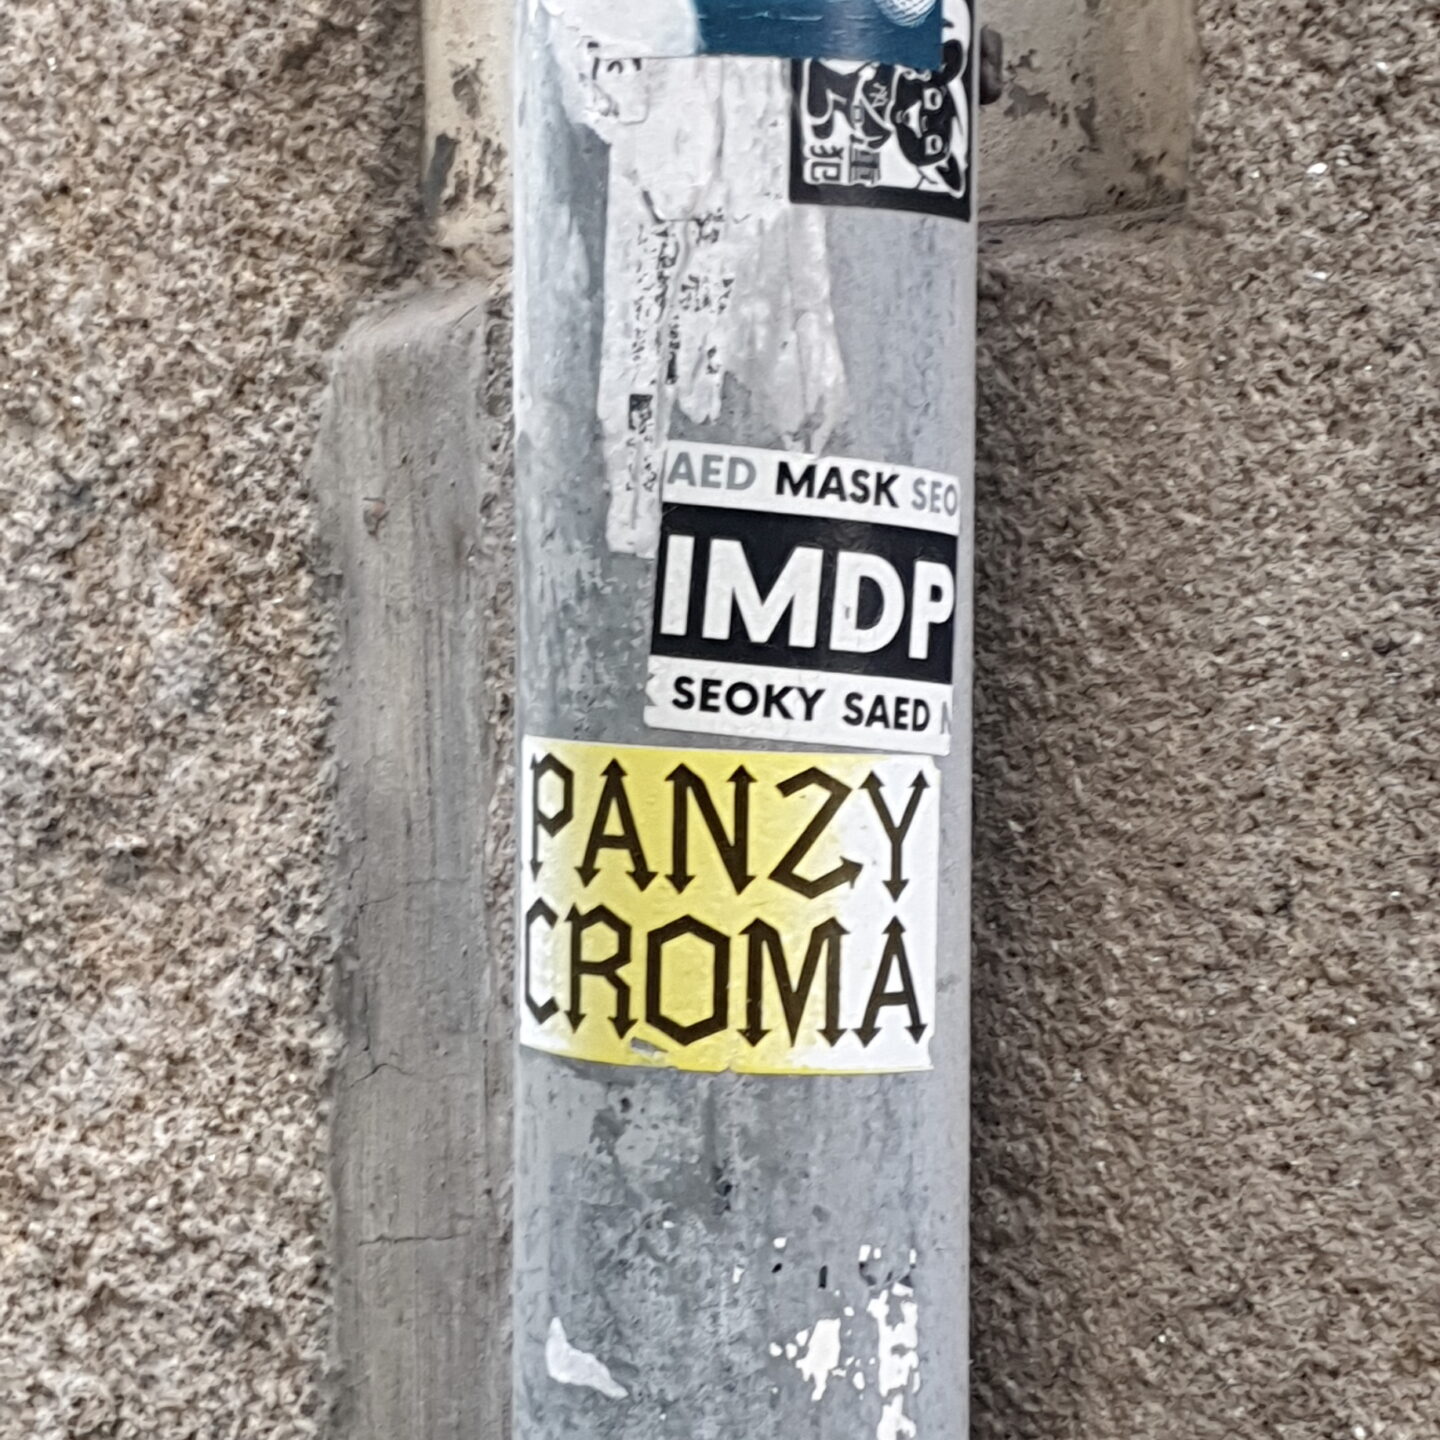 AED MASK SEO
IMDP
SEOKY SAED
PANZY
CROMA